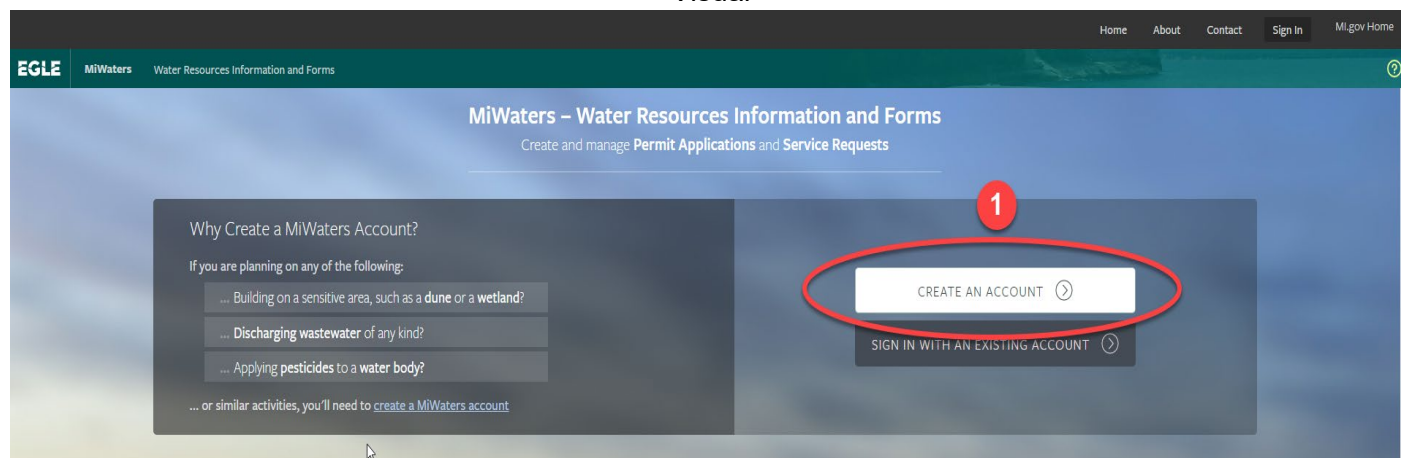 Home About Contact Sign In MI.gov Home
EGLE MiWaters Water Resources Information and Forms
?
MiWaters – Water Resources Information and Forms
Create and manage Permit Applications and Service Requests
1
Why Create a MiWaters Account?
If you are planning on any of the following:
... Building on a sensitive area, such as a dune or a wetland?
... Discharging wastewater of any kind?
... Applying pesticides to a water body?
... or similar activities, you'll need to create a MiWaters account
CREATE AN ACCOUNT
SIGN IN WITH AN EXISTING ACCOUNT